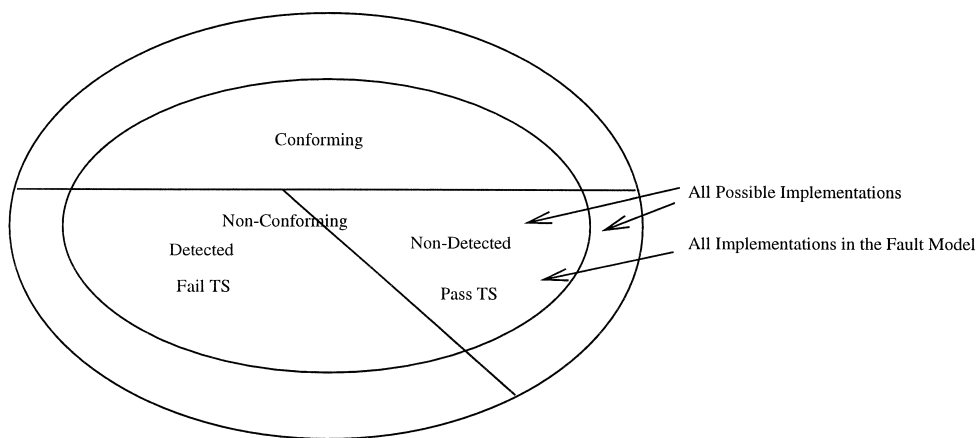 Conforming
All Possible Implementations
Non-Conforming
Non-Detected
All Implementations in the Fault Model
Detected
Fail TS
Pass TS